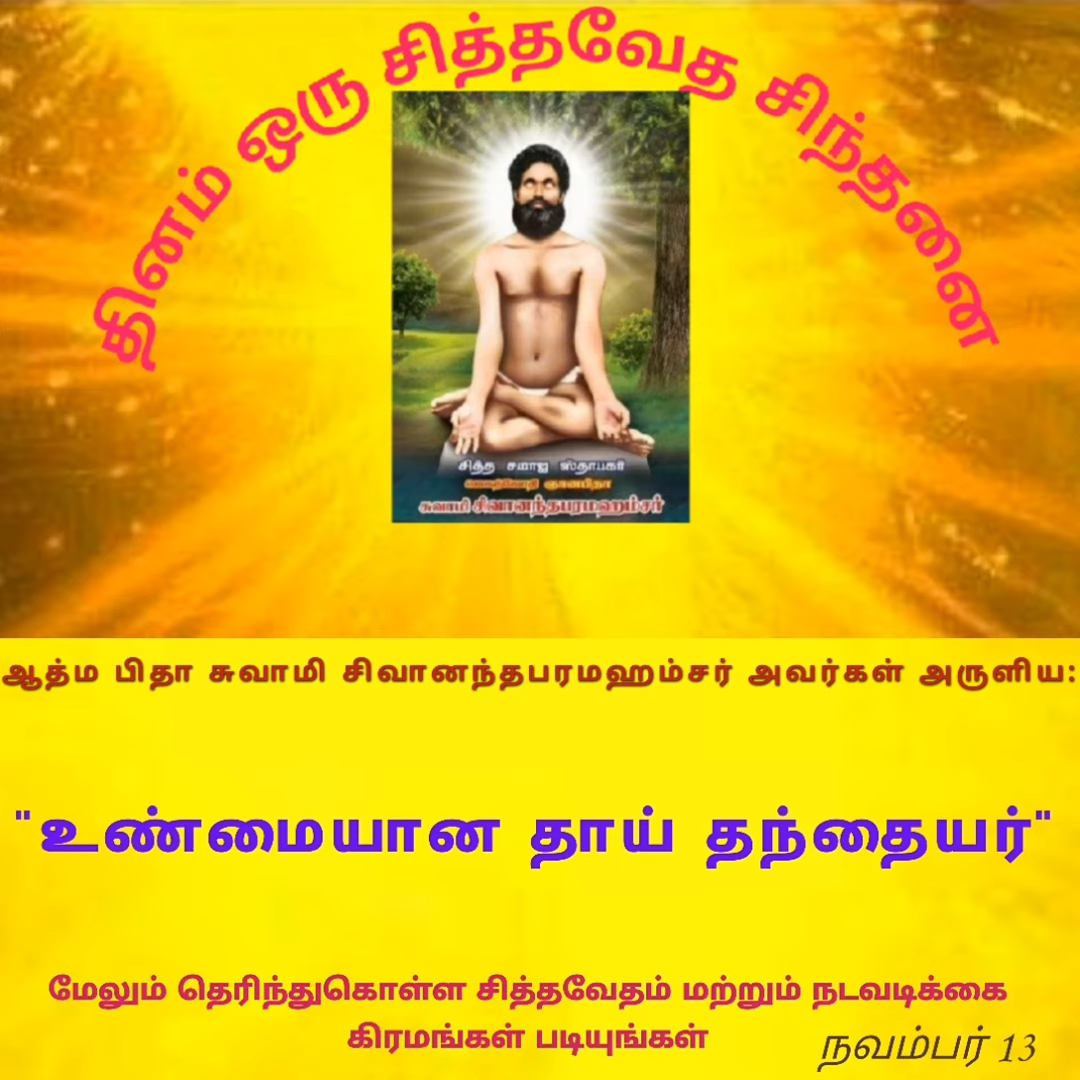 தினம் ஒரு சித்தவேத சிந்தனை
சித்த சமாஜ ஸ்தாபகர்
ஞானபிதா
சுவாமி சிவானந்தபரமஹம்சர்
ஆத்ம பிதா சுவாமி சிவானந்தபரமஹம்சர் அவர்கள் அருளிய:
"உண்மையான தாய் தந்தையர்"
மேலும் தெரிந்துகொள்ள சித்தவேதம் மற்றும் நடவடிக்கை
கிரமங்கள் படியுங்கள்
நவம்பர் 13